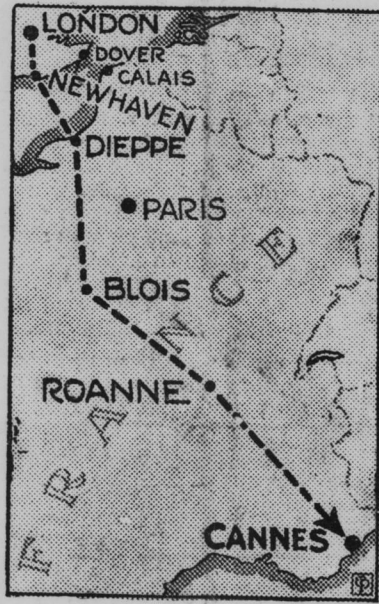 LONDON
DOVER
CALAIS
NEWHAVEN
DIEPPE
PARIS
BLOIS
ROANNE
FRANCE
CANNES